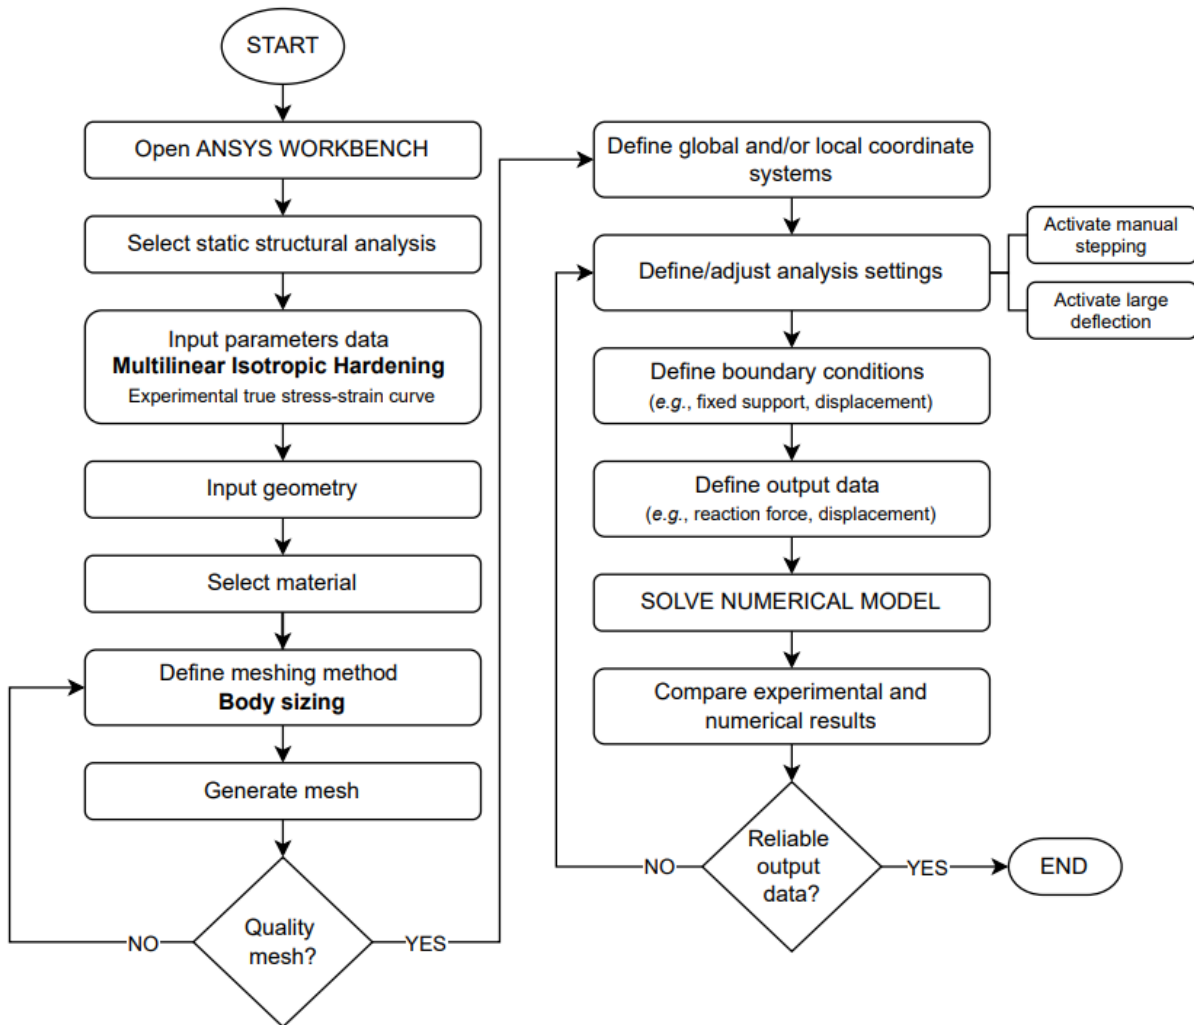 START
Open ANSYS WORKBENCH
Select static structural analysis
Input parameters data
Multilinear Isotropic Hardening
Experimental true stress-strain curve
Input geometry
Select material
Define meshing method
Body sizing
Generate mesh
Quality
mesh?
NO
YES
Define global and/or local coordinate
systems
Define/adjust analysis settings
Activate manual
stepping
Activate large
deflection
Define boundary conditions
(e.g., fixed support, displacement)
Define output data
(e.g., reaction force, displacement)
SOLVE NUMERICAL MODEL
Compare experimental and
numerical results
Reliable
output
data?
NO
YES
END